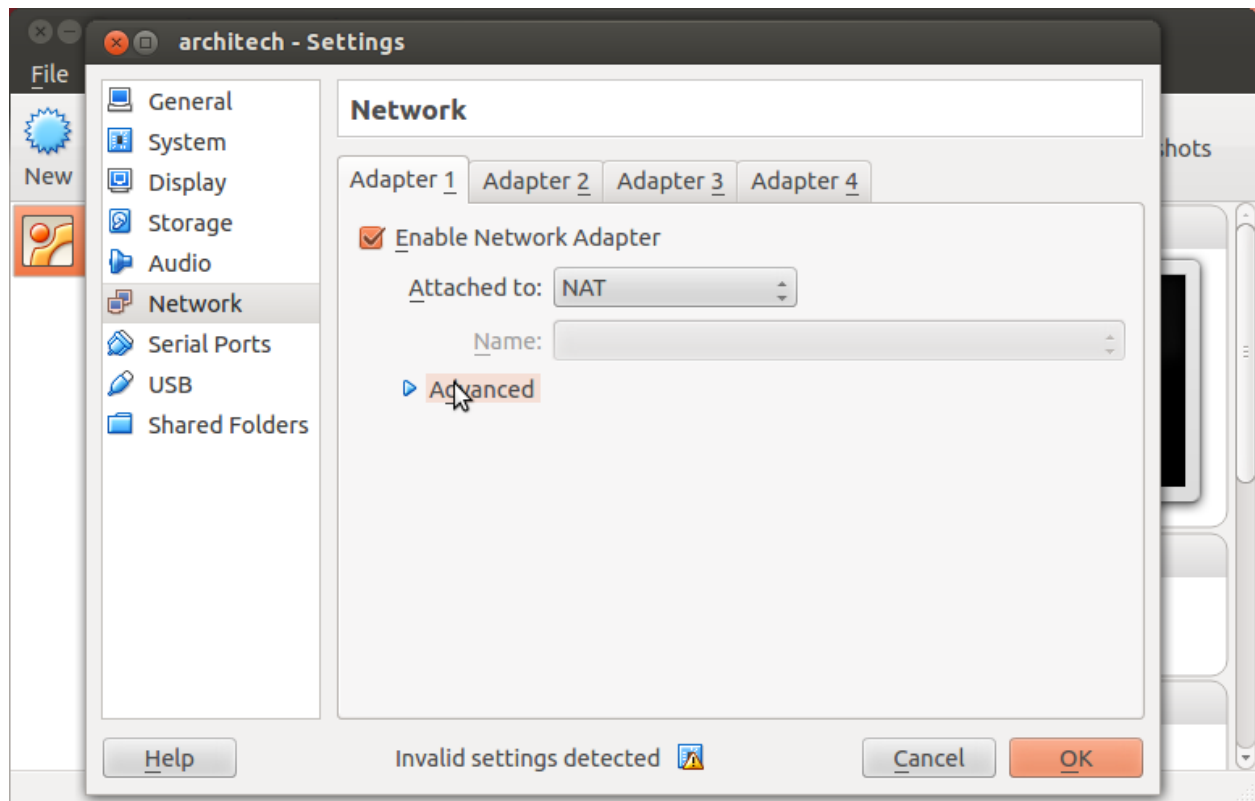 architech - Settings
File
New
shots
General
System
Display
Storage
Audio
Network
Serial Ports
USB
Shared Folders
Network
Adapter 1 Adapter 2 Adapter 3 Adapter 4
Enable Network Adapter
Attached to: NAT
Name:
Advanced
Help Invalid settings detected Cancel OK